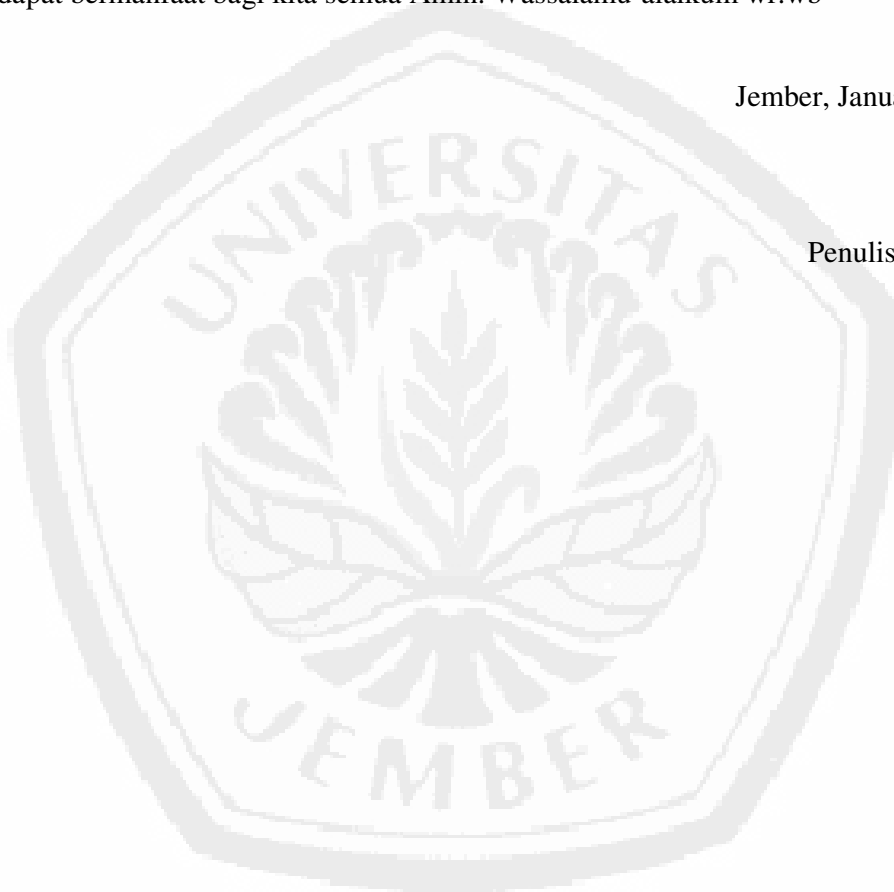 dapat bermanfaat bagi kita semua Amin. Wassalamu'alaikum wr.wb
Jember, Janua
Penulis
UNIVERSITAS
JEMBER